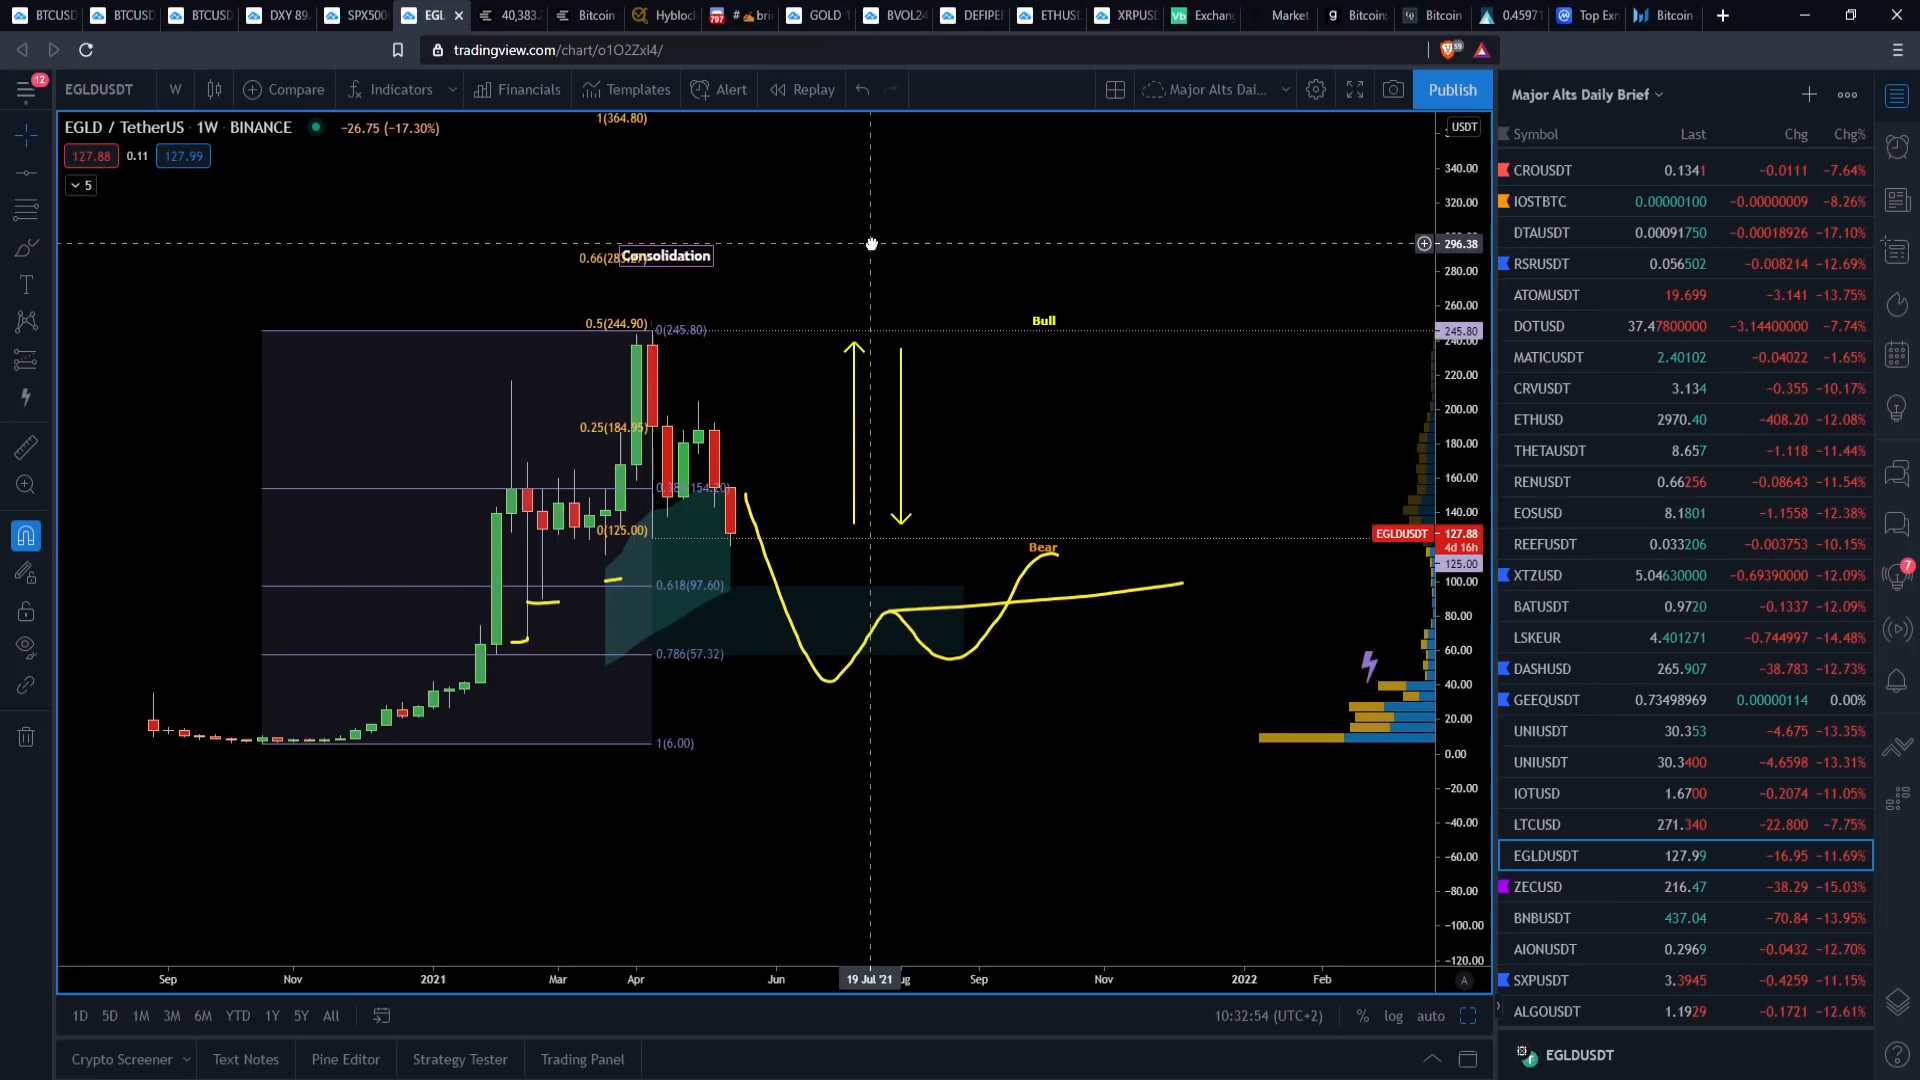 BTCUSD
BTCUSD
BTCUSD
DXY 89.
SPX500
EGL
40,383.
Bitcoin
Hyblock
#
GOLD 1
BVOL24
DEFIPE
ETHUSD
XRPUSD
Exchang
Market
Bitcoin:
Bitcoin
0.45971
Top Exc
Bitcoin
tradingview.com/chart/o1O2Zxl4/
12
EGLDUSDT
W
Compare
Indicators
Financials
Templates
Alert
Replay
Major Alts Dai...
Publish
EGLD / TetherUS · 1W · BINANCE
−26.75 (−17.30%)
127.88 0.11 127.99
5
1(364.80)
Consolidation
0.5(244.90)
0(245.80)
0.25(184.95)
0(125.00)
0.618(97.60)
0.786(57.32)
1(6.00)
Bull
Bear
USDT
340.00
320.00
296.38
280.00
260.00
245.80
240.00
220.00
200.00
180.00
160.00
140.00
EGLDUSDT 127.88
4d 16h
125.00
100.00
80.00
60.00
40.00
20.00
0.00
−20.00
−40.00
−60.00
−80.00
−100.00
−120.00
Sep
Nov
2021
Mar
Apr
Jun
19 Jul '21
Sep
Nov
2022
Feb
A
1D 5D 1M 3M 6M YTD 1Y 5Y All
10:32:54 (UTC+2)
% log auto
Crypto Screener
Text Notes
Pine Editor
Strategy Tester
Trading Panel
Major Alts Daily Brief
Symbol Last Chg Chg%
CROUSDT 0.1341 −0.0111 −7.64%
IOSTBTC 0.00000100 −0.00000009 −8.26%
DTAUSDT 0.00091750 −0.00018926 −17.10%
RSRUSDT 0.056502 −0.008214 −12.69%
ATOMUSDT 19.699 −3.141 −13.75%
DOTUSD 37.47800000 −3.14400000 −7.74%
MATICUSDT 2.40102 −0.04022 −1.65%
CRVUSDT 3.134 −0.355 −10.17%
ETHUSD 2970.40 −408.20 −12.08%
THETAUSDT 8.657 −1.118 −11.44%
RENUSDT 0.66256 −0.08643 −11.54%
EOSUSD 8.1801 −1.1558 −12.38%
REEFUSDT 0.033206 −0.003753 −10.15%
XTZUSD 5.04630000 −0.69390000 −12.09%
BATUSDT 0.9720 −0.1337 −12.09%
LSKEUR 4.401271 −0.744997 −14.48%
DASHUSD 265.907 −38.783 −12.73%
GEEQUSDT 0.73498969 0.00000114 0.00%
UNIUSDT 30.353 −4.675 −13.35%
UNIUSD 30.3400 −4.6598 −13.31%
IOTUSD 1.6700 −0.2074 −11.05%
LTCUSD 271.340 −22.800 −7.75%
EGLDUSDT 127.99 −16.95 −11.69%
ZECUSD 216.47 −38.29 −15.03%
BNBUSDT 437.04 −70.84 −13.95%
AIONUSDT 0.2969 −0.0432 −12.70%
SXPUSDT 3.3945 −0.4259 −11.15%
ALGOUSDT 1.1929 −0.1721 −12.61%
EGLDUSDT
7